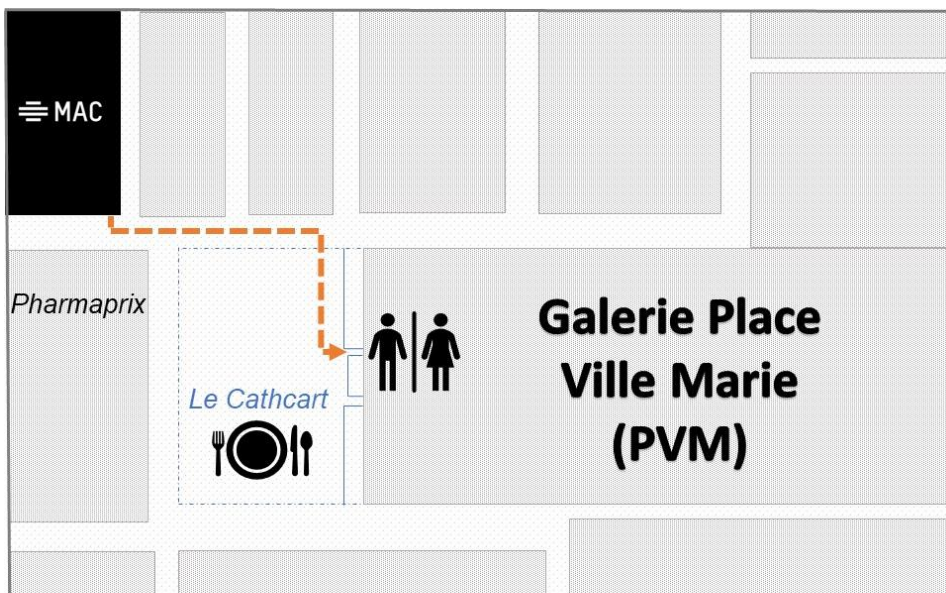 MAC
Pharmaprix
Galerie Place
Ville Marie
(PVM)
Le Cathcart